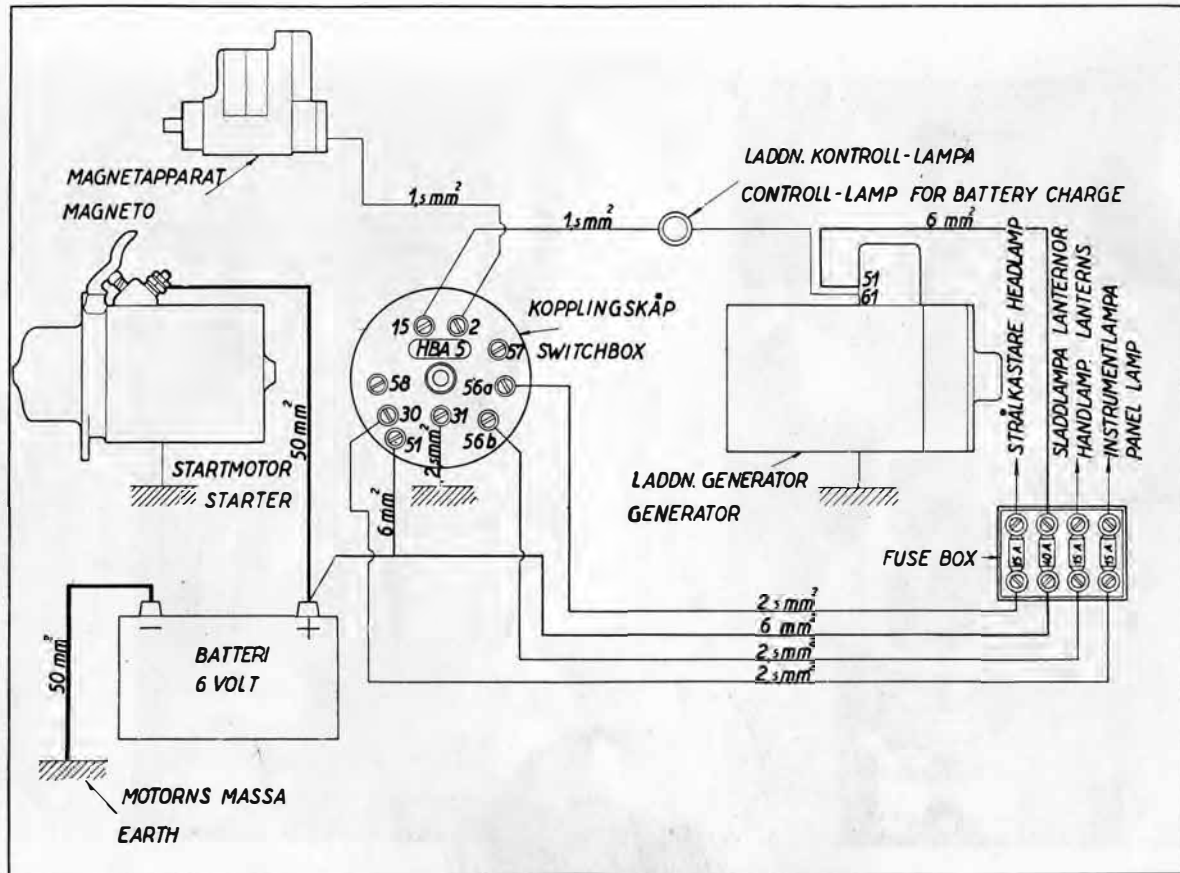 MAGNETAPPARAT
MAGNETO
1,5 mm²
1,5 mm²
LADDN. KONTROLL-LAMPA
CONTROLL-LAMP FOR BATTERY CHARGE
6 mm²
51
61
15
2
HBA 5
57
58
56a
30
31
51
56b
KOPPLINGSKÅP
SWITCHBOX
STARTMOTOR
STARTER
50 mm²
2,5 mm²
6 mm²
LADDN. GENERATOR
GENERATOR
STRÅLKASTARE HEADLAMP
SLADDLAMPA LANTERNOR
HANDLAMP. LANTERNS
INSTRUMENTLAMPA
PANEL LAMP
FUSE BOX
15 A
40 A
15 A
15 A
2,5 mm²
6 mm²
2,5 mm²
2,5 mm²
50 mm²
−
+
BATTERI
6 VOLT
MOTORNS MASSA
EARTH